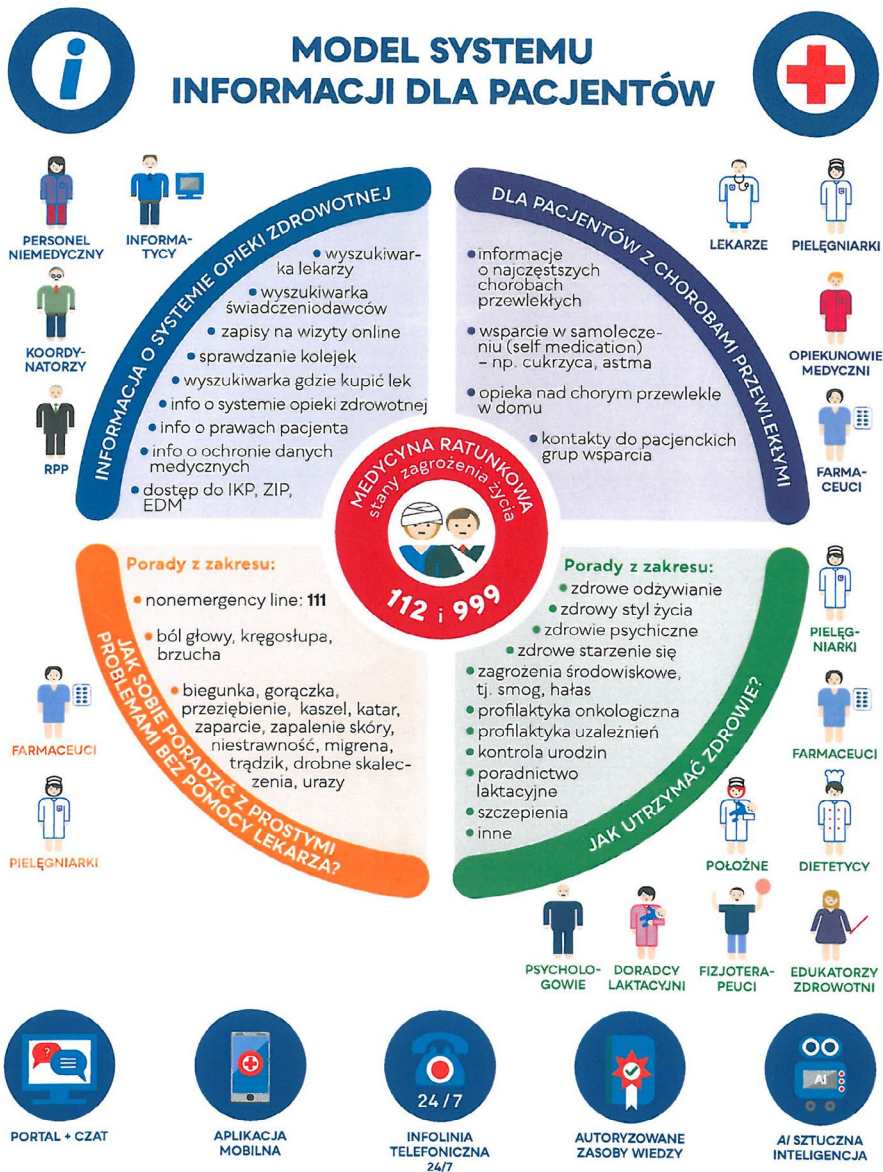 MODEL SYSTEMU
INFORMACJI DLA PACJENTÓW
PERSONEL
NIEMEDYCZNY
INFORMA-
TYCY
KOORDY-
NATORZY
RPP
INFORMACJA O SYSTEMIE OPIEKI ZDROWOTNEJ
• wyszukiwar-
ka lekarzy
• wyszukiwarka
świadczeniodawców
• zapisy na wizyty online
• sprawdzanie kolejek
• wyszukiwarka gdzie kupić lek
• info o systemie opieki zdrowotnej
• info o prawach pacjenta
• info o ochronie danych
medycznych
• dostęp do IKP, ZIP,
EDM
DLA PACJENTÓW Z CHOROBAMI PRZEWLEKŁYMI
• informacje
o najczęstszych
chorobach
przewlekłych
• wsparcie w samolecze-
niu (self medication)
– np. cukrzyca, astma
• opieka nad chorym przewlekle
w domu
• kontakty do pacjenckich
grup wsparcia
LEKARZE
PIELĘGNIARKI
OPIEKUNOWIE
MEDYCZNI
FARMA-
CEUCI
MEDYCYNA RATUNKOWA
stany zagrożenia życia
112 i 999
Porady z zakresu:
• nonemergency line: 111
• ból głowy, kręgosłupa,
brzucha
• biegunka, gorączka,
przeziębienie, kaszel, katar,
zaparcie, zapalenie skóry,
niestrawność, migrena,
trądzik, drobne skalec-
zenia, urazy
JAK SOBIE PORADZIĆ Z PROSTYMI
PROBLEMAMI BEZ POMOCY LEKARZA?
FARMACEUCI
PIELĘGNIARKI
Porady z zakresu:
• zdrowe odżywianie
• zdrowy styl życia
• zdrowie psychiczne
• zdrowe starzenie się
• zagrożenia środowiskowe,
tj. smog, hałas
• profilaktyka onkologiczna
• profilaktyka uzależnień
• kontrola urodzin
• poradnictwo
laktacyjne
• szczepienia
• inne
JAK UTRZYMAĆ ZDROWIE?
PIELĘG-
NIARKI
FARMACEUCI
POŁOŻNE
DIETETYCY
PSYCHOLO-
GOWIE
DORADCY
LAKTACYJNI
FIZJOTERA-
PEUCI
EDUKATORZY
ZDROWOTNI
?
PORTAL + CZAT
APLIKACJA
MOBILNA
24/7
INFOLINIA
TELEFONICZNA
24/7
AUTORYZOWANE
ZASOBY WIEDZY
AI
AI SZTUCZNA
INTELIGENCJA